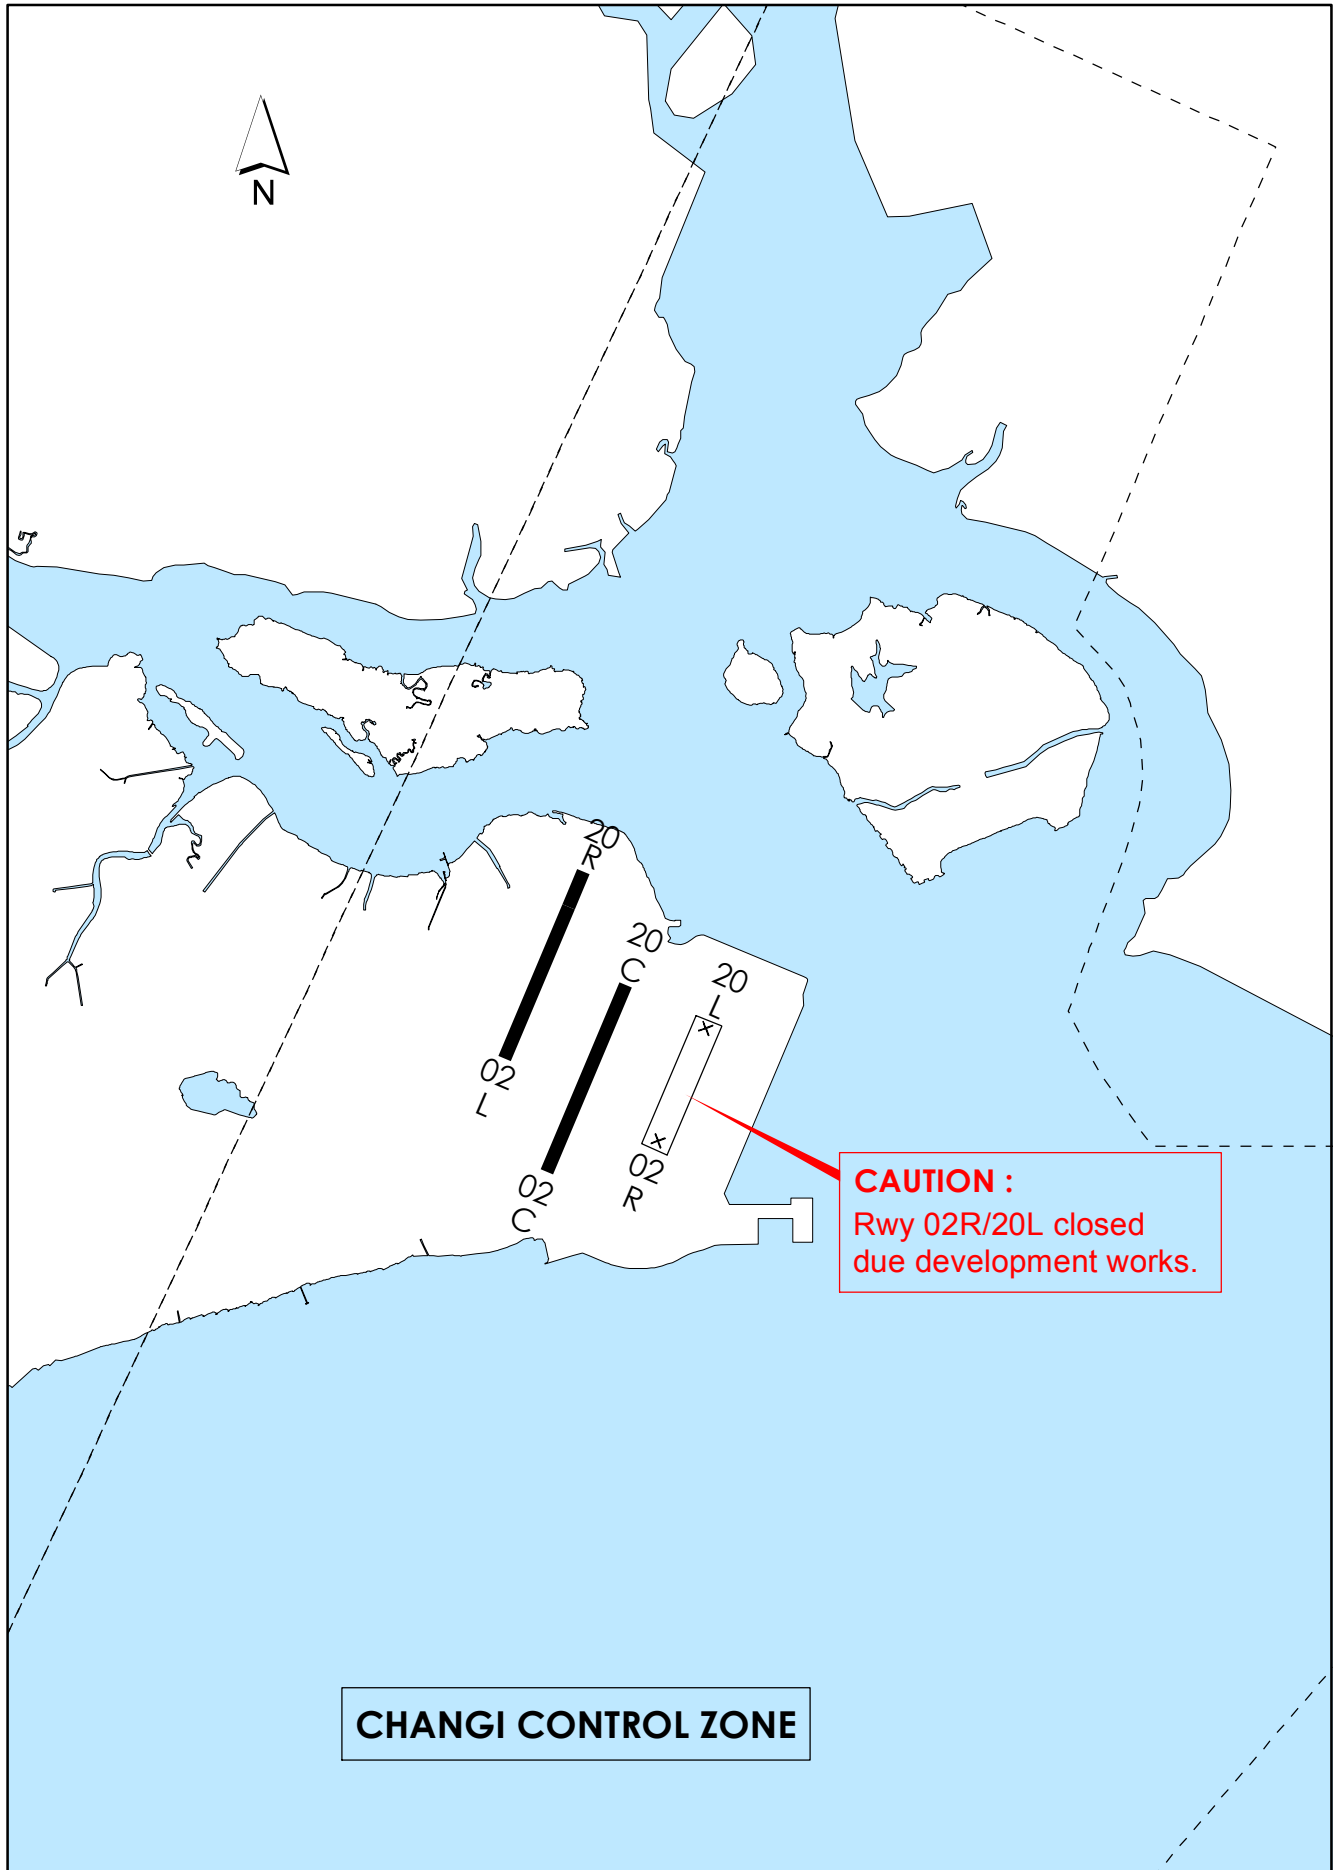 N
20
R
20
C
20
L
02
L
02
R
02
C
CAUTION :
Rwy 02R/20L closed
due development works.
CHANGI CONTROL ZONE